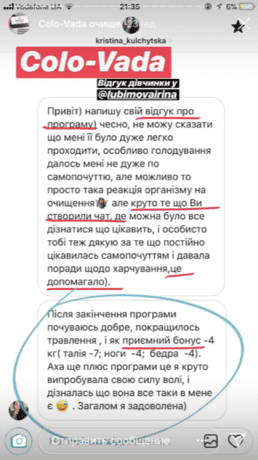 Vodafone UA
21:35
6%
Colo-Vada очище
kristina_kulchytska
Colo-Vada
Відгук дівчинки у
@lubimovairina
Привіт) напишу свій відгук про
програму) чесно, не можу сказати
що мені її було дуже легко
проходити, особливо голодування
далось мені не дуже по
самопочуттю, але можливо то
просто така реакція організму на
очищення але круто те що Ви
створили чат, де можна було все
дізнатися що цікавить, і особисто
тобі теж дякую за те що постійно
цікавилась самопочуттям і давала
поради щодо харчування,це
допомагало).
Після закінчення програми
почуваюсь добре, покращилось
травлення , і як приємний бонус -4
кг( талія -7; ноги -4; бедра -4).
Аха ще плюс програми це я круто
випробувала свою силу волі, і
дізналась що вона все таки в мене
є . Загалом я задоволена)
Отправить сообщение